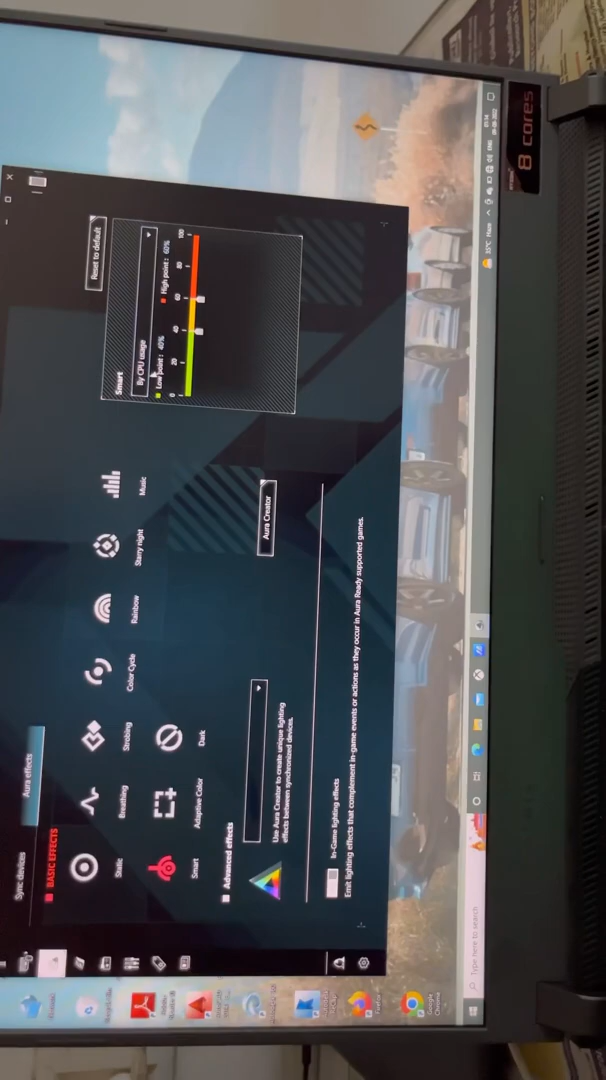 Sync devices
Aura effects
BASIC EFFECTS
Static
Breathing
Strobing
Color Cycle
Rainbow
Starry night
Music
Smart
Adaptive Color
Dark
Reset to default
Smart
By CPU usage
Low point : 40%
High point : 60%
0 20 40 60 80 100
Advanced effects
Use Aura Creator to create unique lighting
effects between synchronized devices.
Aura Creator
In-Game lighting effects
Emit lighting effects that complement in-game events or actions as they occur in Aura Ready supported games.
Google
Chrome
Type here to search
35°C Haze
ENG
8 cores